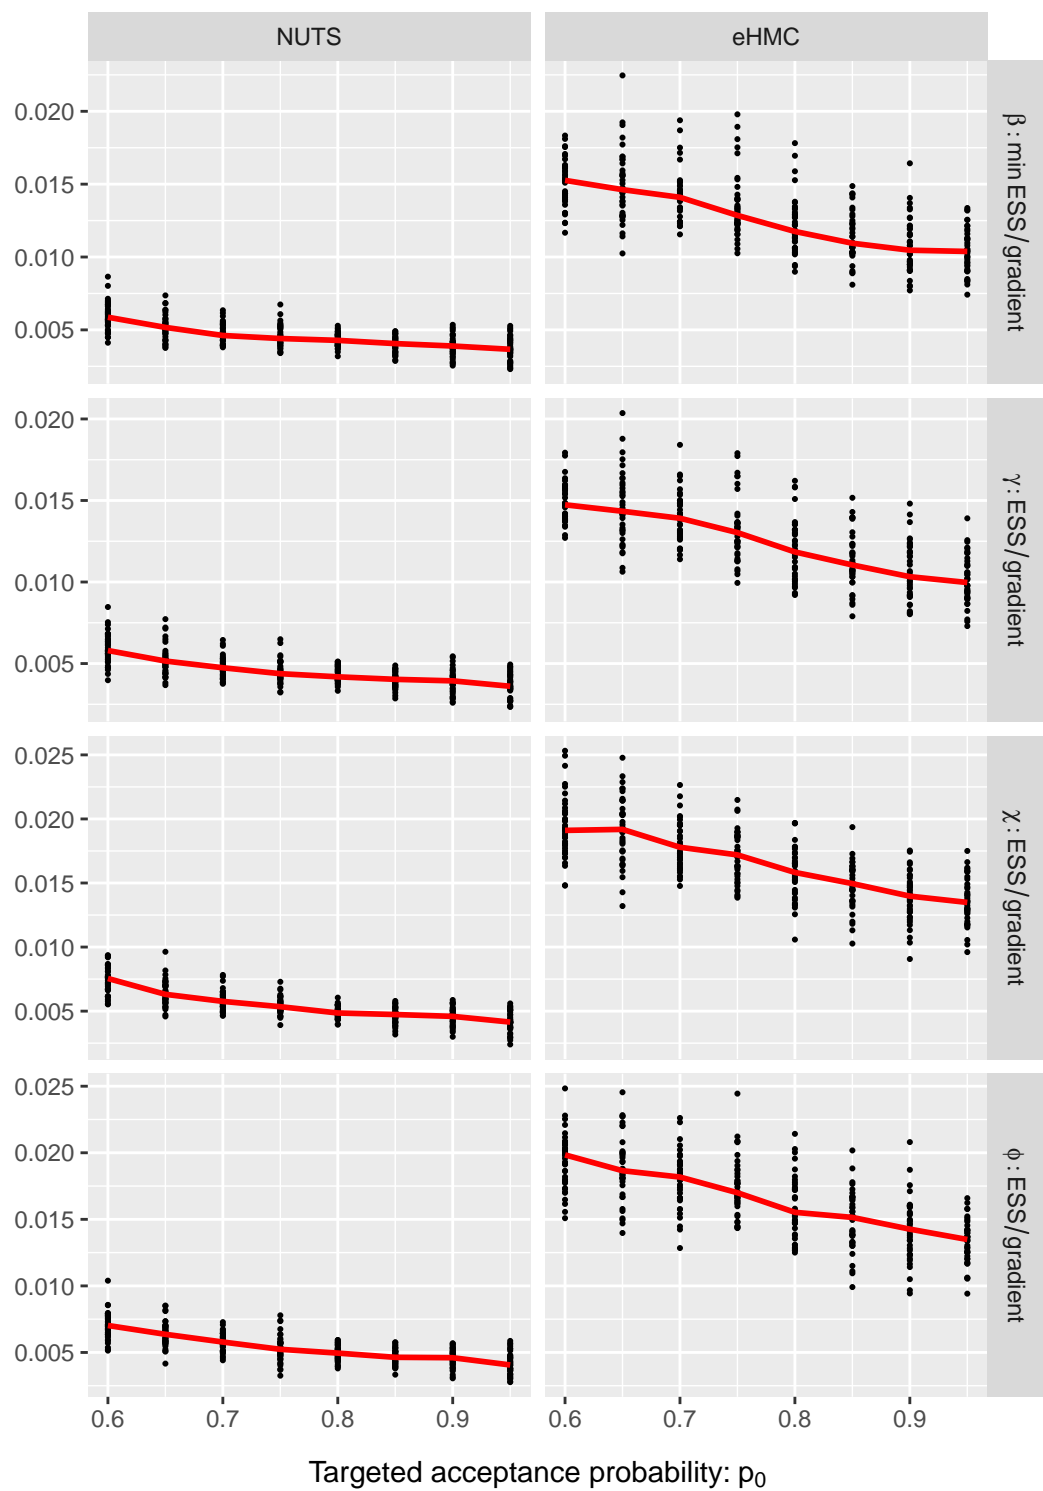 NUTS
eHMC
0.020
0.015
0.010
0.005
β : min ESS/gradient
0.020
0.015
0.010
0.005
γ : ESS/gradient
0.025
0.020
0.015
0.010
0.005
χ : ESS/gradient
0.025
0.020
0.015
0.010
0.005
ϕ : ESS/gradient
0.6 0.7 0.8 0.9
0.6 0.7 0.8 0.9
Targeted acceptance probability: p₀